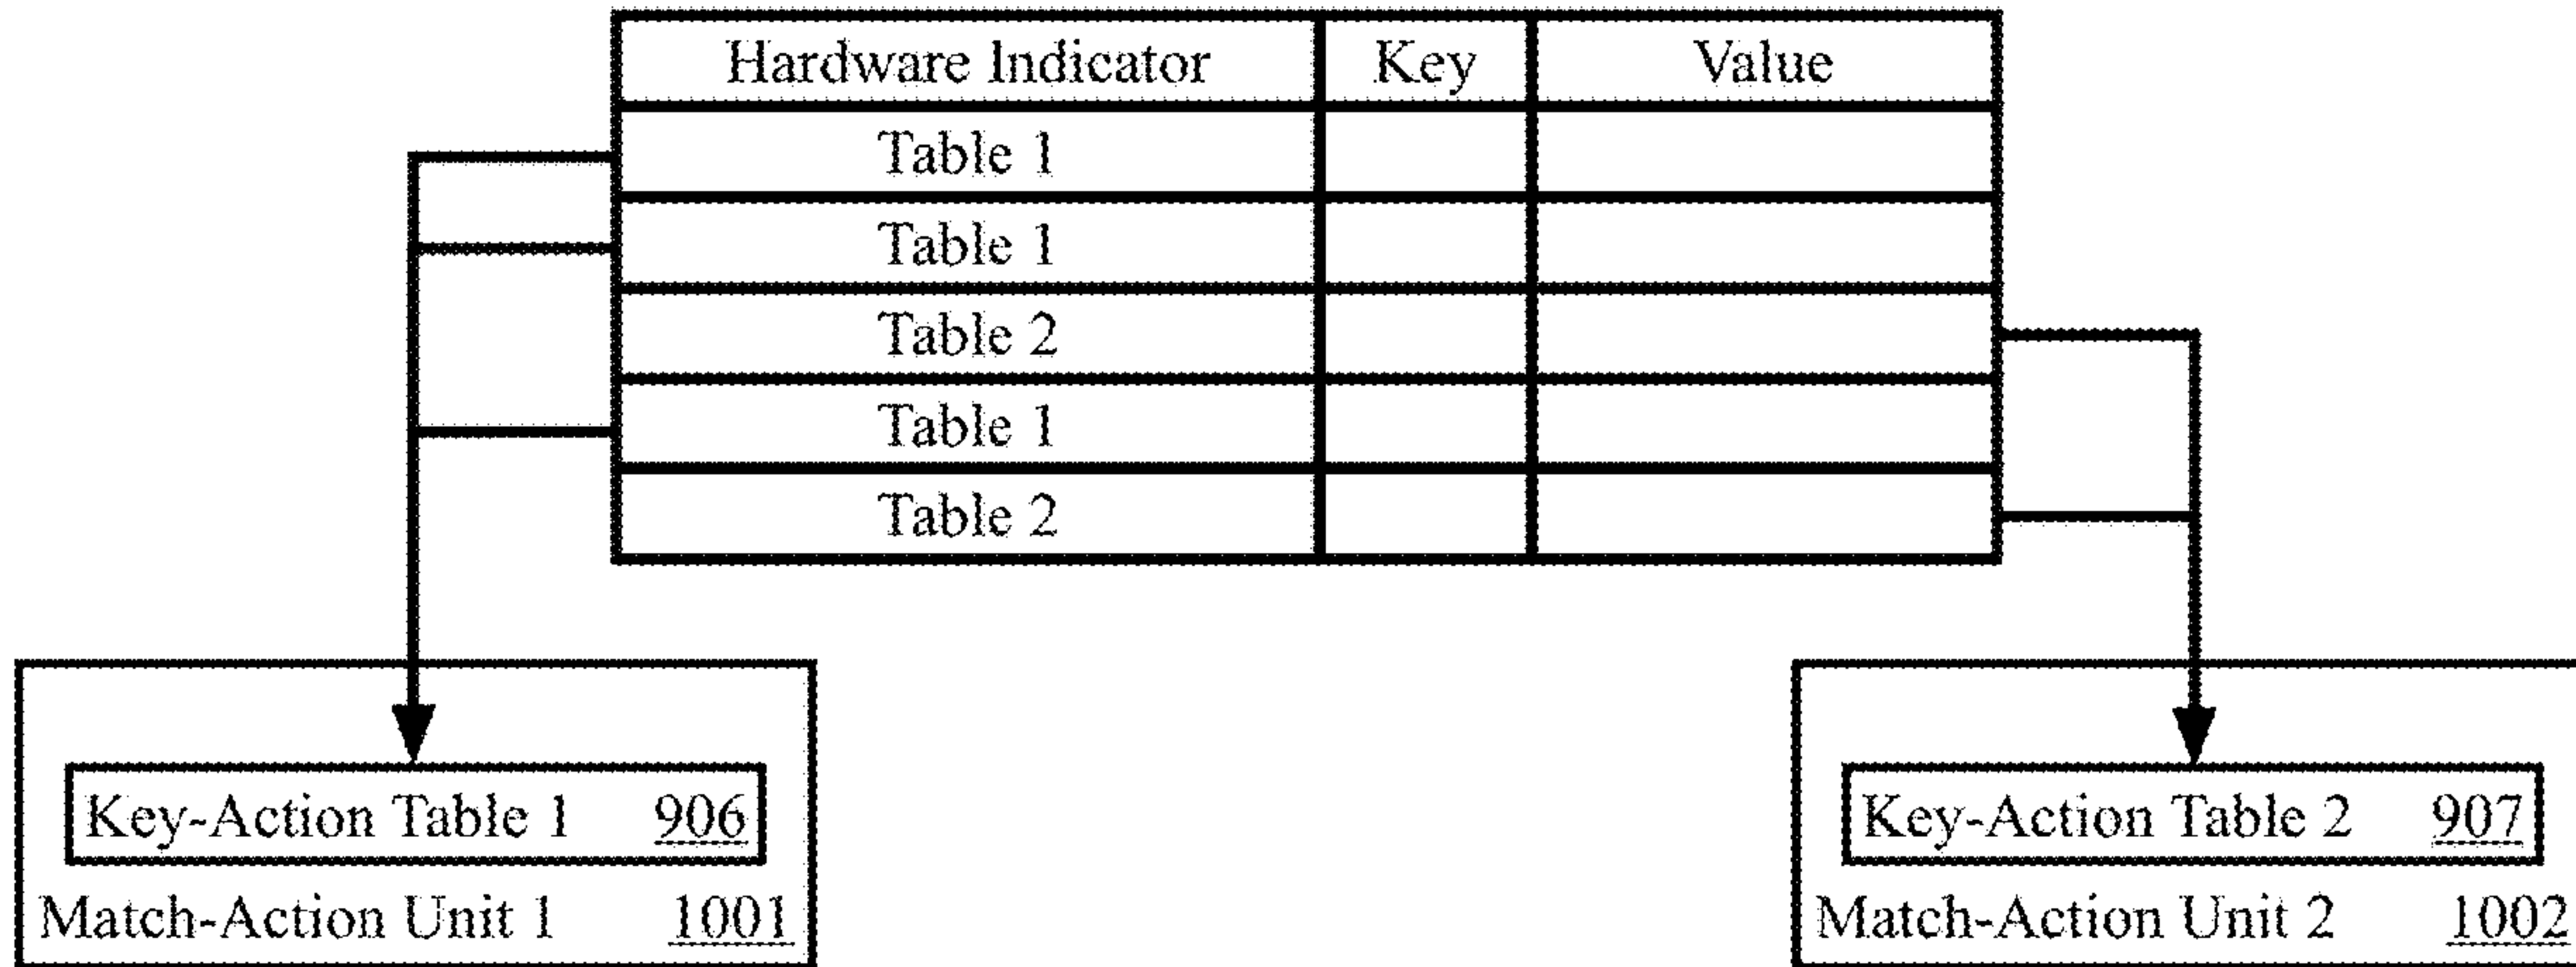 Hardware Indicator Key Value
Table 1
Table 1
Table 2
Table 1
Table 2
Key-Action Table 1 906
Match-Action Unit 1 1001
Key-Action Table 2 907
Match-Action Unit 2 1002